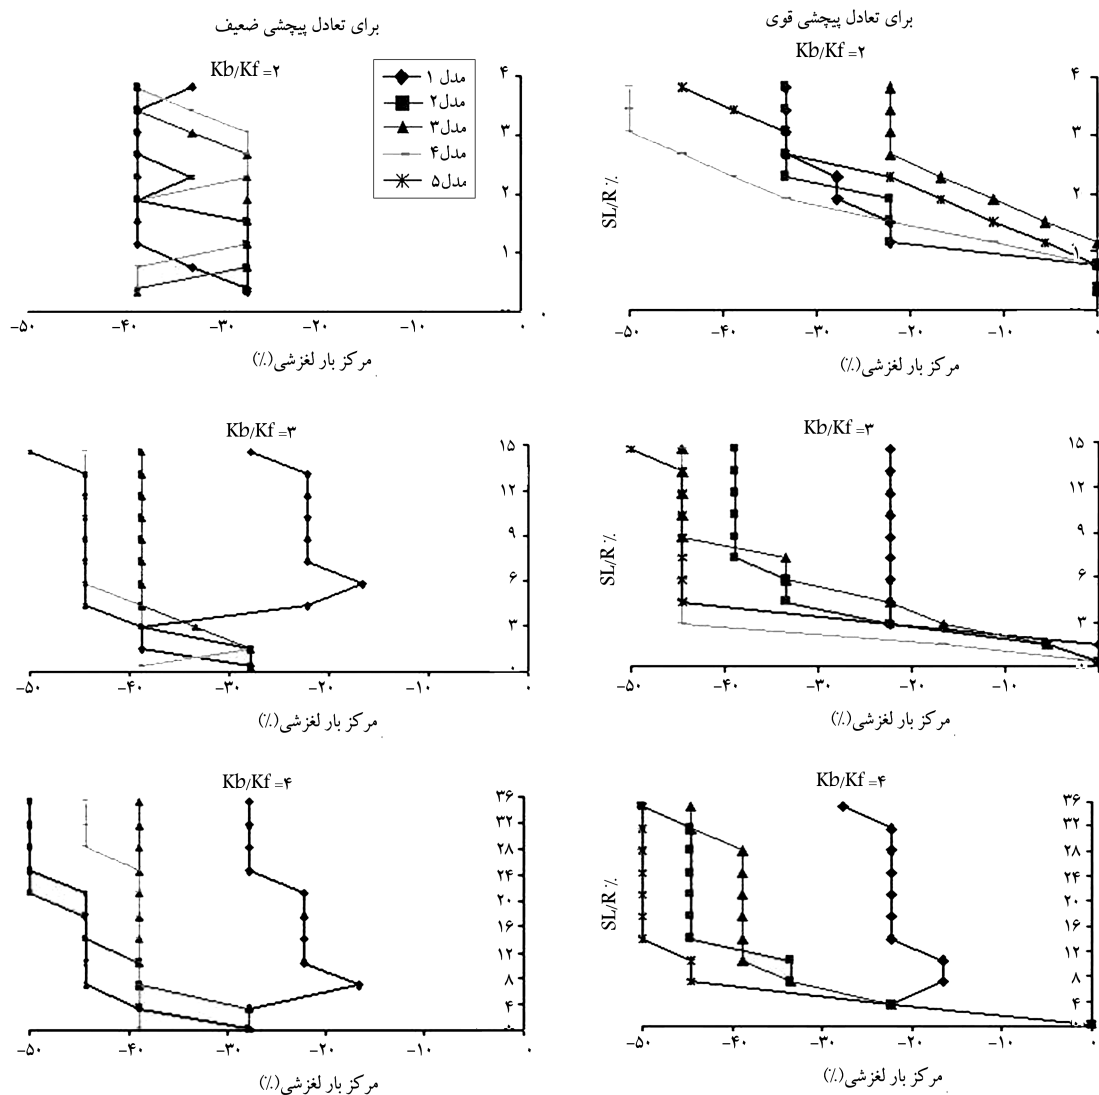 برای تعادل پیچشی ضعیف
Kb/Kf =۲
مدل ۱
مدل۲
مدل۳
مدل۴
مدل۵
۴
۳
۲
۱
۰
−۵۰ −۴۰ −۳۰ −۲۰ −۱۰ ۰
مرکز بار لغزشی(٪)
برای تعادل پیچشی قوی
Kb/Kf =۲
SL/R ٪
۴
۳
۲
۱
−۵۰ −۴۰ −۳۰ −۲۰ −۱۰ ۰
مرکز بار لغزشی(٪)
Kb/Kf =۳
۱۵
۱۲
۹
۶
۳
۰
−۵۰ −۴۰ −۳۰ −۲۰ −۱۰ ۰
مرکز بار لغزشی(٪)
Kb/Kf =۳
SL/R ٪
۱۵
۱۲
۹
۶
۳
۰
−۵۰ −۴۰ −۳۰ −۲۰ −۱۰
مرکز بار لغزشی(٪)
Kb/Kf =۴
۳۶
۳۲
۲۸
۲۴
۲۰
۱۶
۱۲
۸
۴
۰
−۵۰ −۴۰ −۳۰ −۲۰ −۱۰ ۰
مرکز بار لغزشی(٪)
Kb/Kf =۴
SL/R ٪
۳۶
۳۲
۲۸
۲۴
۲۰
۱۶
۱۲
۸
۴
۰
−۵۰ −۴۰ −۳۰ −۲۰ −۱۰ ۰
مرکز بار لغزشی(٪)